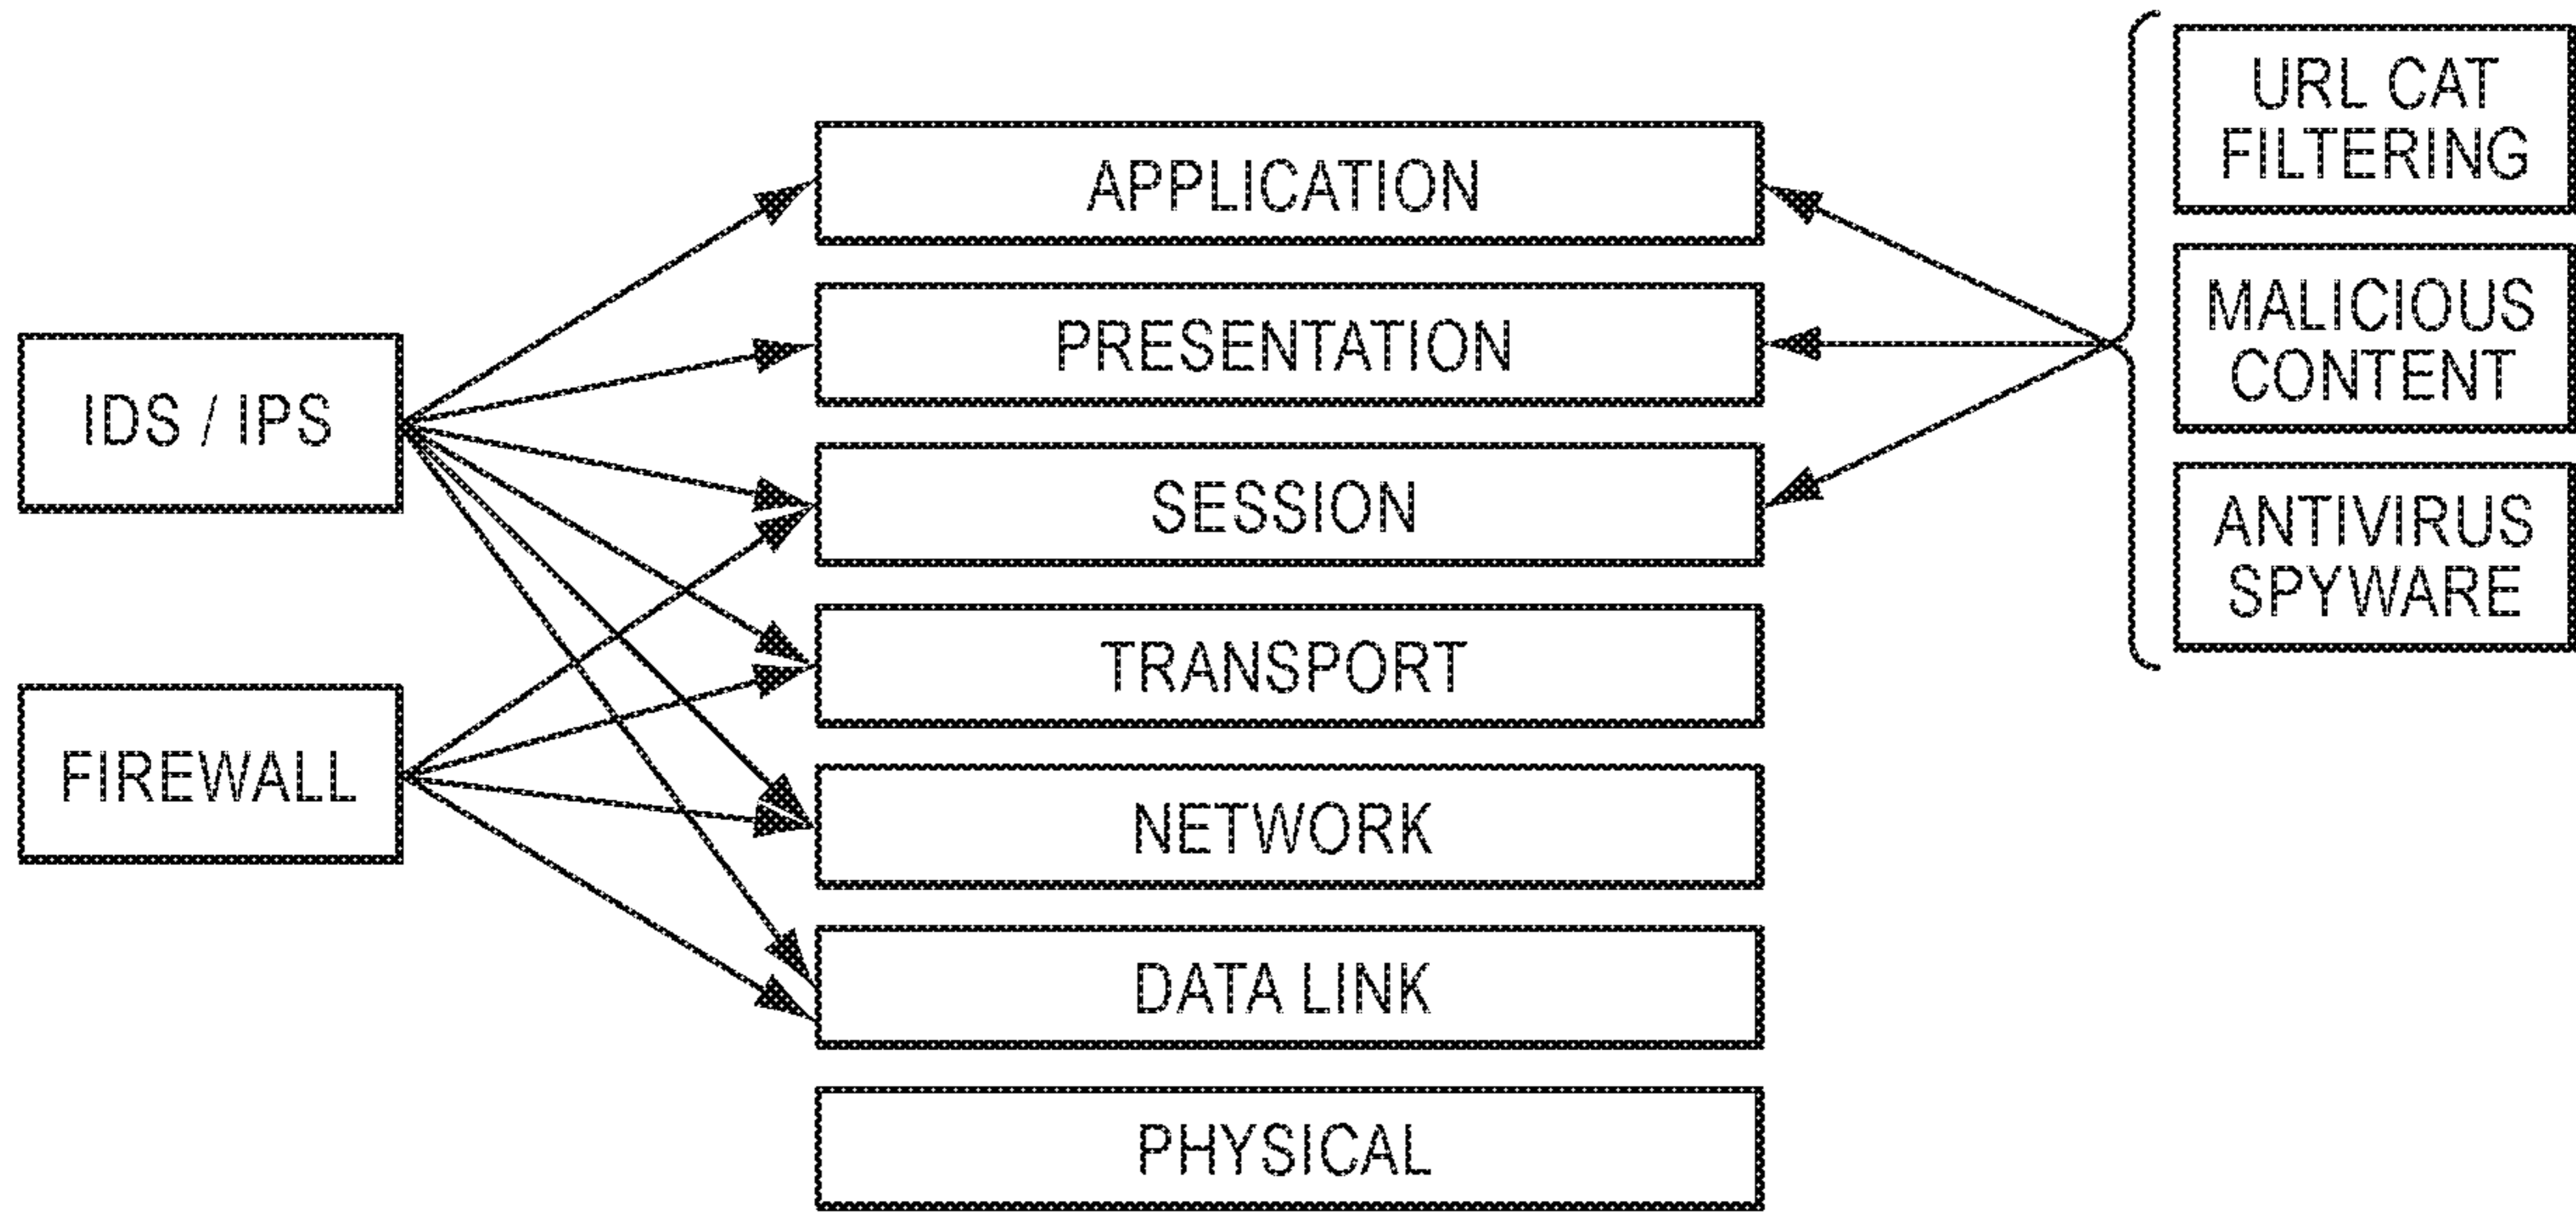 IDS / IPS
FIREWALL
APPLICATION
PRESENTATION
SESSION
TRANSPORT
NETWORK
DATA LINK
PHYSICAL
URL CAT
FILTERING
MALICIOUS
CONTENT
ANTIVIRUS
SPYWARE